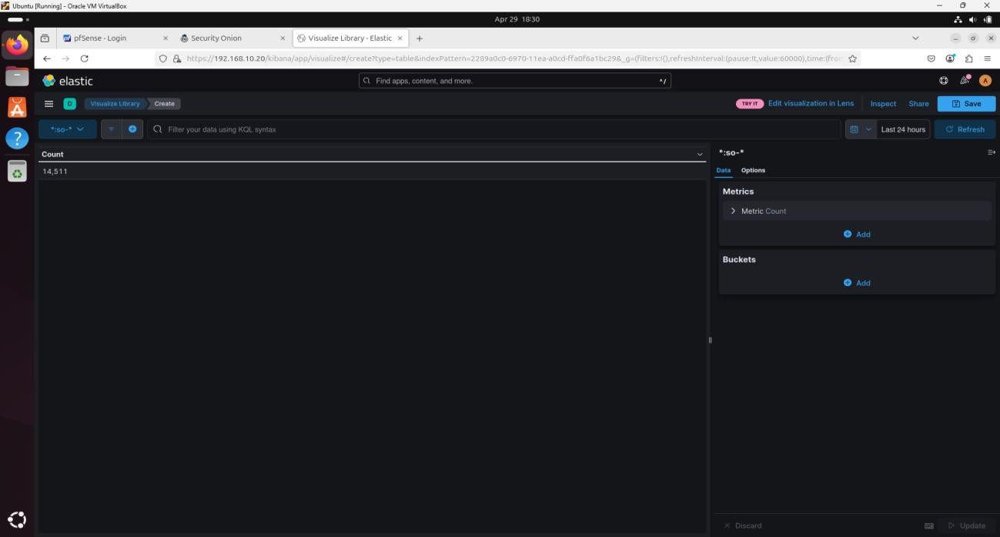 Ubuntu [Running] - Oracle VM VirtualBox
Apr 29 18:30
pfSense - Login
Security Onion
Visualize Library - Elastic
https://192.168.10.20/kibana/app/visualize#/create?type=table&indexPattern=2289a0c0-6970-11ea-a0cd-ffa0f6a1bc29&_g=(filters:!(),refreshInterval:(pause:!t,value:60000),time:(fron
elastic
Find apps, content, and more.
^/
A
D
Visualize Library
Create
TRY IT
Edit visualization in Lens
Inspect
Share
Save
*:so-*
Filter your data using KQL syntax
Last 24 hours
Refresh
Count
14,511
*:so-*
Data
Options
Metrics
Metric Count
Add
Buckets
Add
Discard
Update